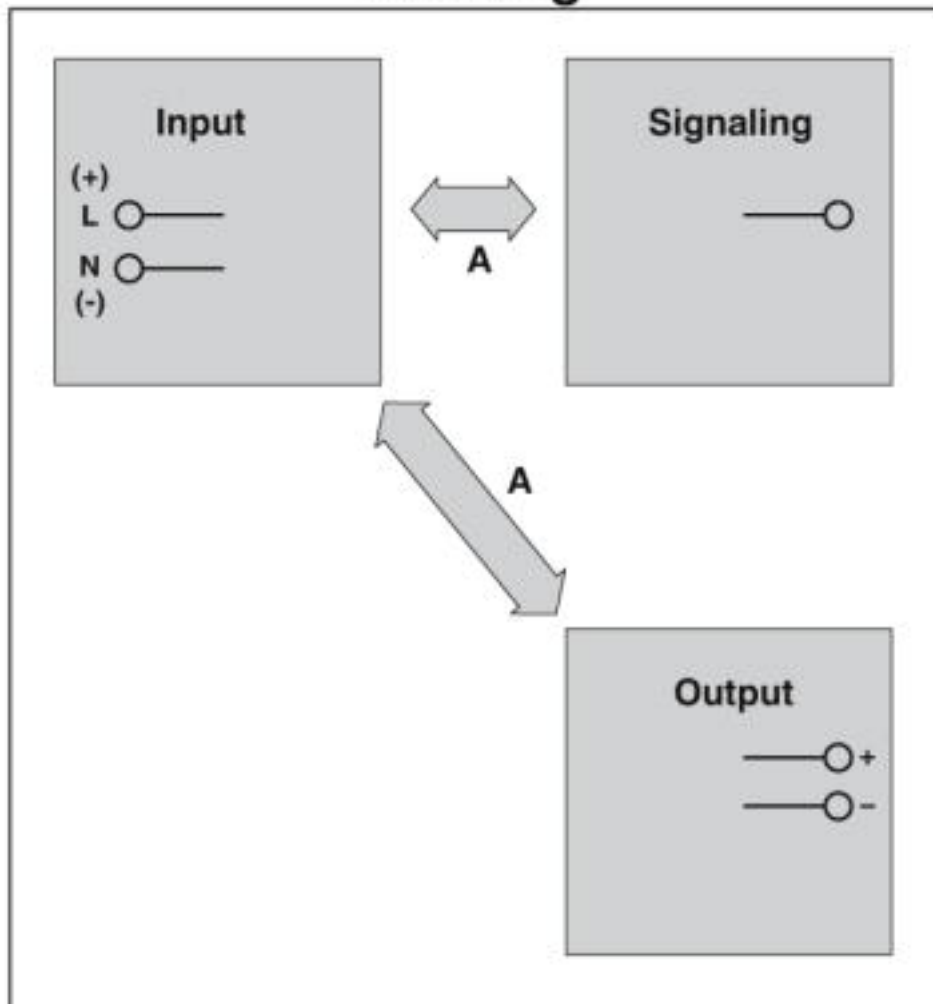 Input
(+)
L
N
(-)
A
Signaling
A
Output
+
–